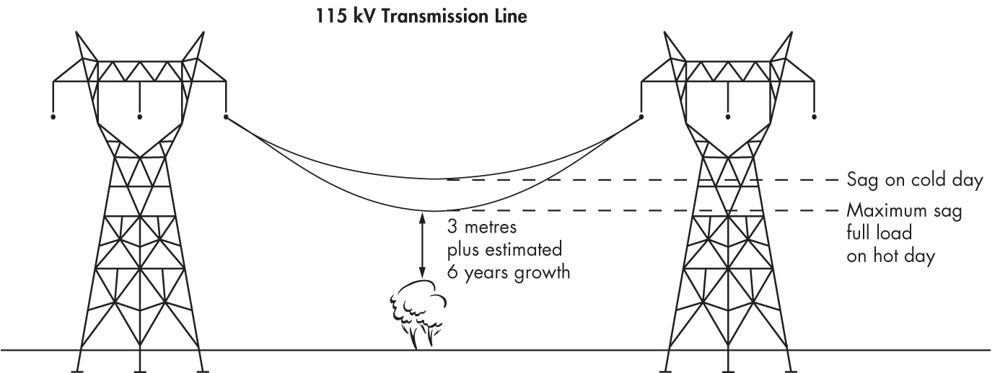 115 kV Transmission Line
Sag on cold day
Maximum sag
full load
on hot day
3 metres
plus estimated
6 years growth